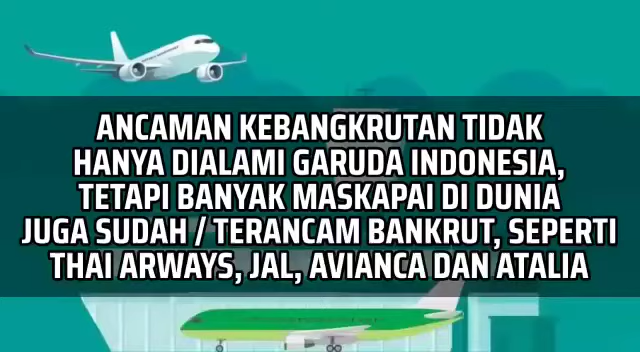 ANCAMAN KEBANGKRUTAN TIDAK
HANYA DIALAMI GARUDA INDONESIA,
TETAPI BANYAK MASKAPAI DI DUNIA
JUGA SUDAH / TERANCAM BANKRUT, SEPERTI
THAI ARWAYS, JAL, AVIANCA DAN ATALIA